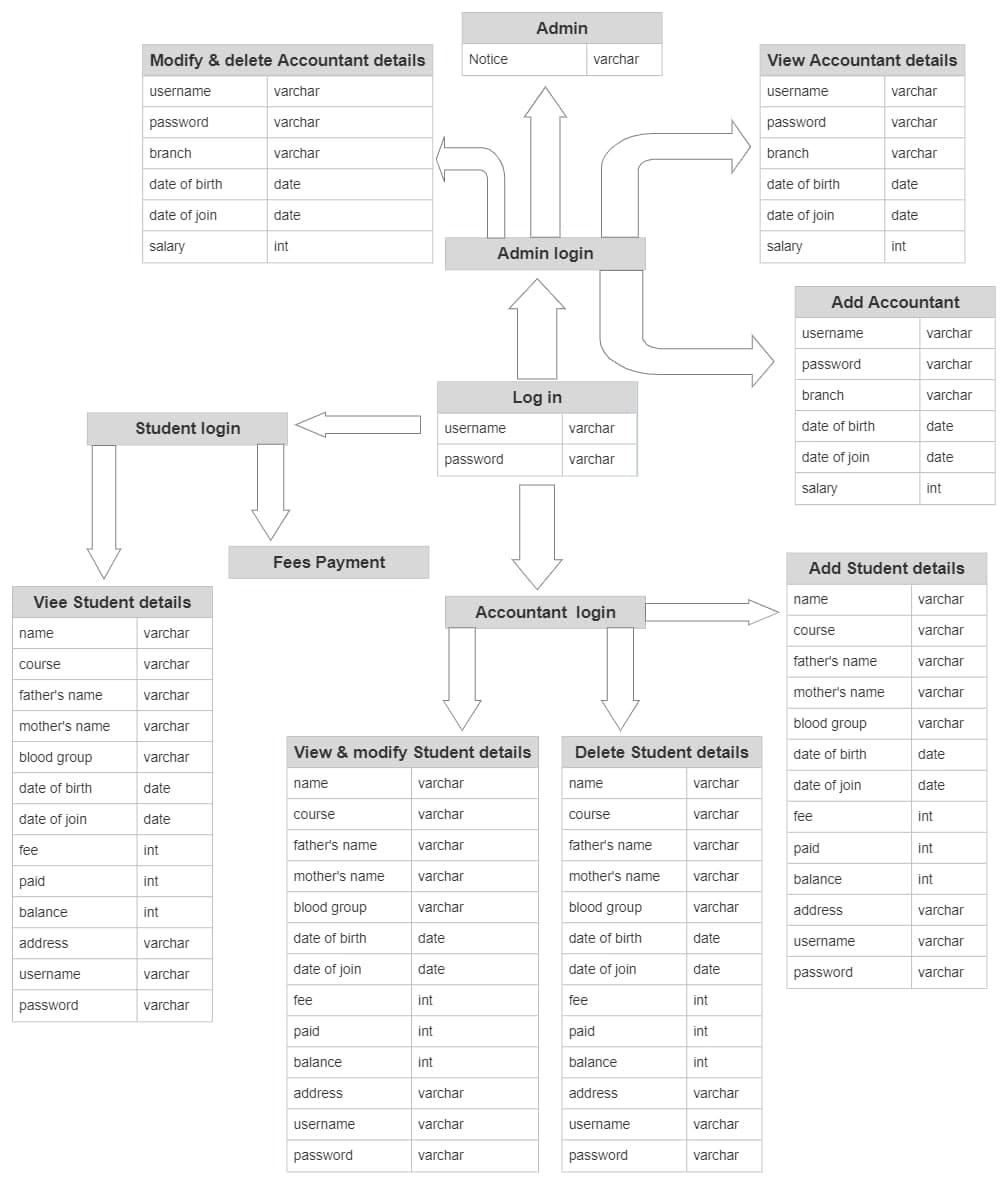 Admin
Notice varchar
Modify & delete Accountant details
username varchar
password varchar
branch varchar
date of birth date
date of join date
salary int
View Accountant details
username varchar
password varchar
branch varchar
date of birth date
date of join date
salary int
Admin login
Add Accountant
username varchar
password varchar
branch varchar
date of birth date
date of join date
salary int
Log in
username varchar
password varchar
Student login
Fees Payment
Viee Student details
name varchar
course varchar
father's name varchar
mother's name varchar
blood group varchar
date of birth date
date of join date
fee int
paid int
balance int
address varchar
username varchar
password varchar
Accountant login
Add Student details
name varchar
course varchar
father's name varchar
mother's name varchar
blood group varchar
date of birth date
date of join date
fee int
paid int
balance int
address varchar
username varchar
password varchar
View & modify Student details
name varchar
course varchar
father's name varchar
mother's name varchar
blood group varchar
date of birth date
date of join date
fee int
paid int
balance int
address varchar
username varchar
password varchar
Delete Student details
name varchar
course varchar
father's name varchar
mother's name varchar
blood group varchar
date of birth date
date of join date
fee int
paid int
balance int
address varchar
username varchar
password varchar